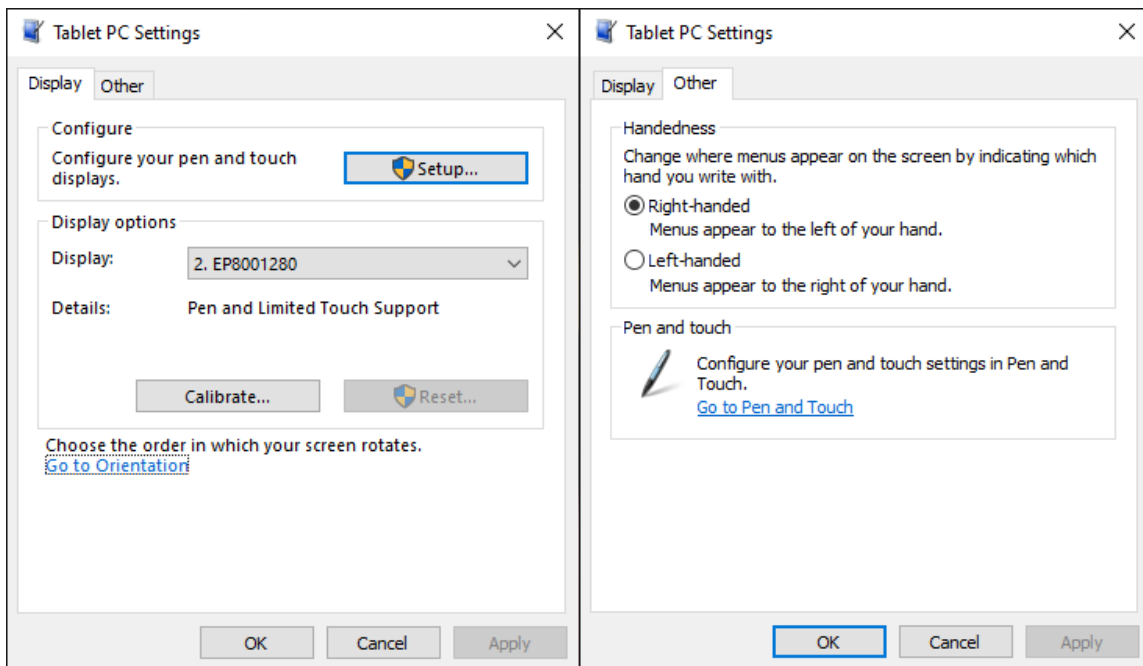 Tablet PC Settings
Display
Other
Configure
Configure your pen and touch
displays.
Setup...
Display options
Display:
2. EP8001280
Details:
Pen and Limited Touch Support
Calibrate...
Reset...
Choose the order in which your screen rotates.
Go to Orientation
OK
Cancel
Apply
Tablet PC Settings
Display
Other
Handedness
Change where menus appear on the screen by indicating which
hand you write with.
Right-handed
Menus appear to the left of your hand.
Left-handed
Menus appear to the right of your hand.
Pen and touch
Configure your pen and touch settings in Pen and
Touch.
Go to Pen and Touch
OK
Cancel
Apply